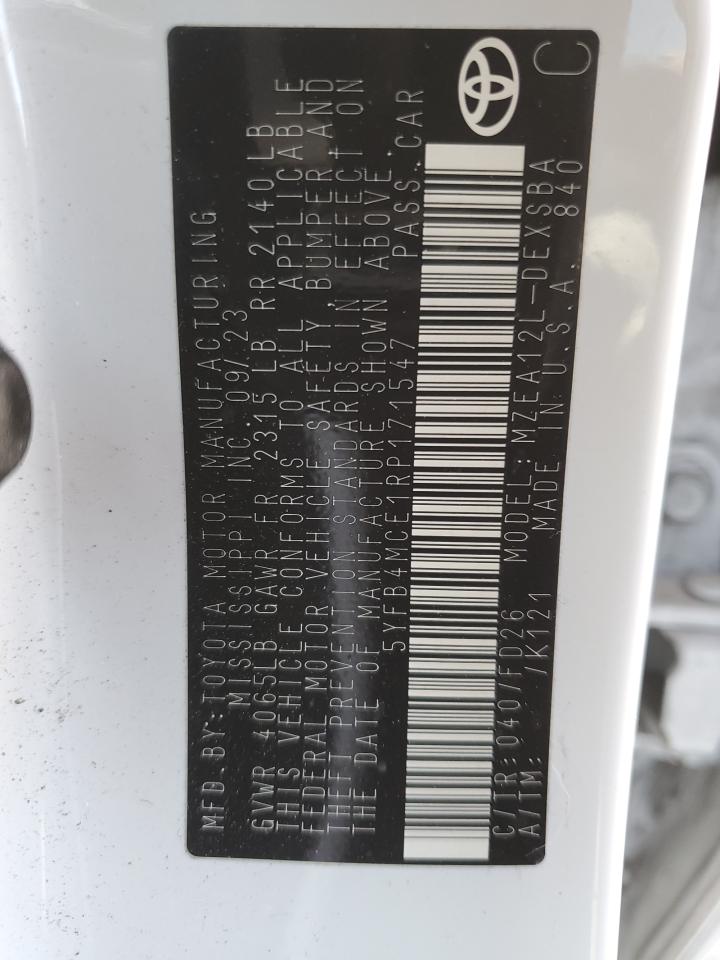 MFD.BY:TOYOTA MOTOR MANUFACTURING
MISSISSIPPI INC.09/23
GVWR 4065LB GAWR FR 2315 LB RR 2140LB
THIS VEHICLE CONFORMS TO ALL APPLICABLE
FEDERAL MOTOR VEHICLE SAFETY,BUMPER,AND
THEFT PREVENTION STANDARDS IN EFFECT ON
THE DATE OF MANUFACTURE SHOWN ABOVE.
5YFB4MCE1RP171547 PASS.CAR
C/TR:040/FD26 MODEL:MZEA12L-DEXSBA
A/TM: /K121 MADE IN U.S.A. 840
C